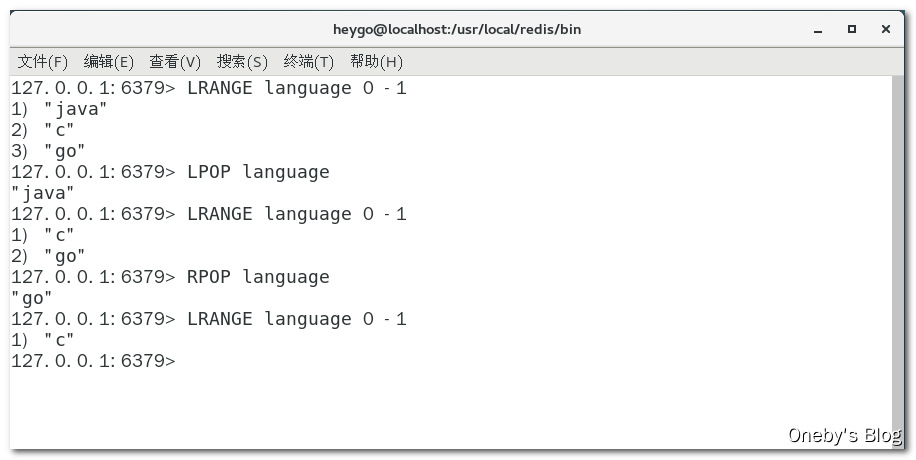 heygo@localhost:/usr/local/redis/bin
文件(F) 编辑(E) 查看(V) 搜索(S) 终端(T) 帮助(H)
127.0.0.1:6379> LRANGE language 0 -1
1) "java"
2) "c"
3) "go"
127.0.0.1:6379> LPOP language
"java"
127.0.0.1:6379> LRANGE language 0 -1
1) "c"
2) "go"
127.0.0.1:6379> RPOP language
"go"
127.0.0.1:6379> LRANGE language 0 -1
1) "c"
127.0.0.1:6379>
Oneby's Blog